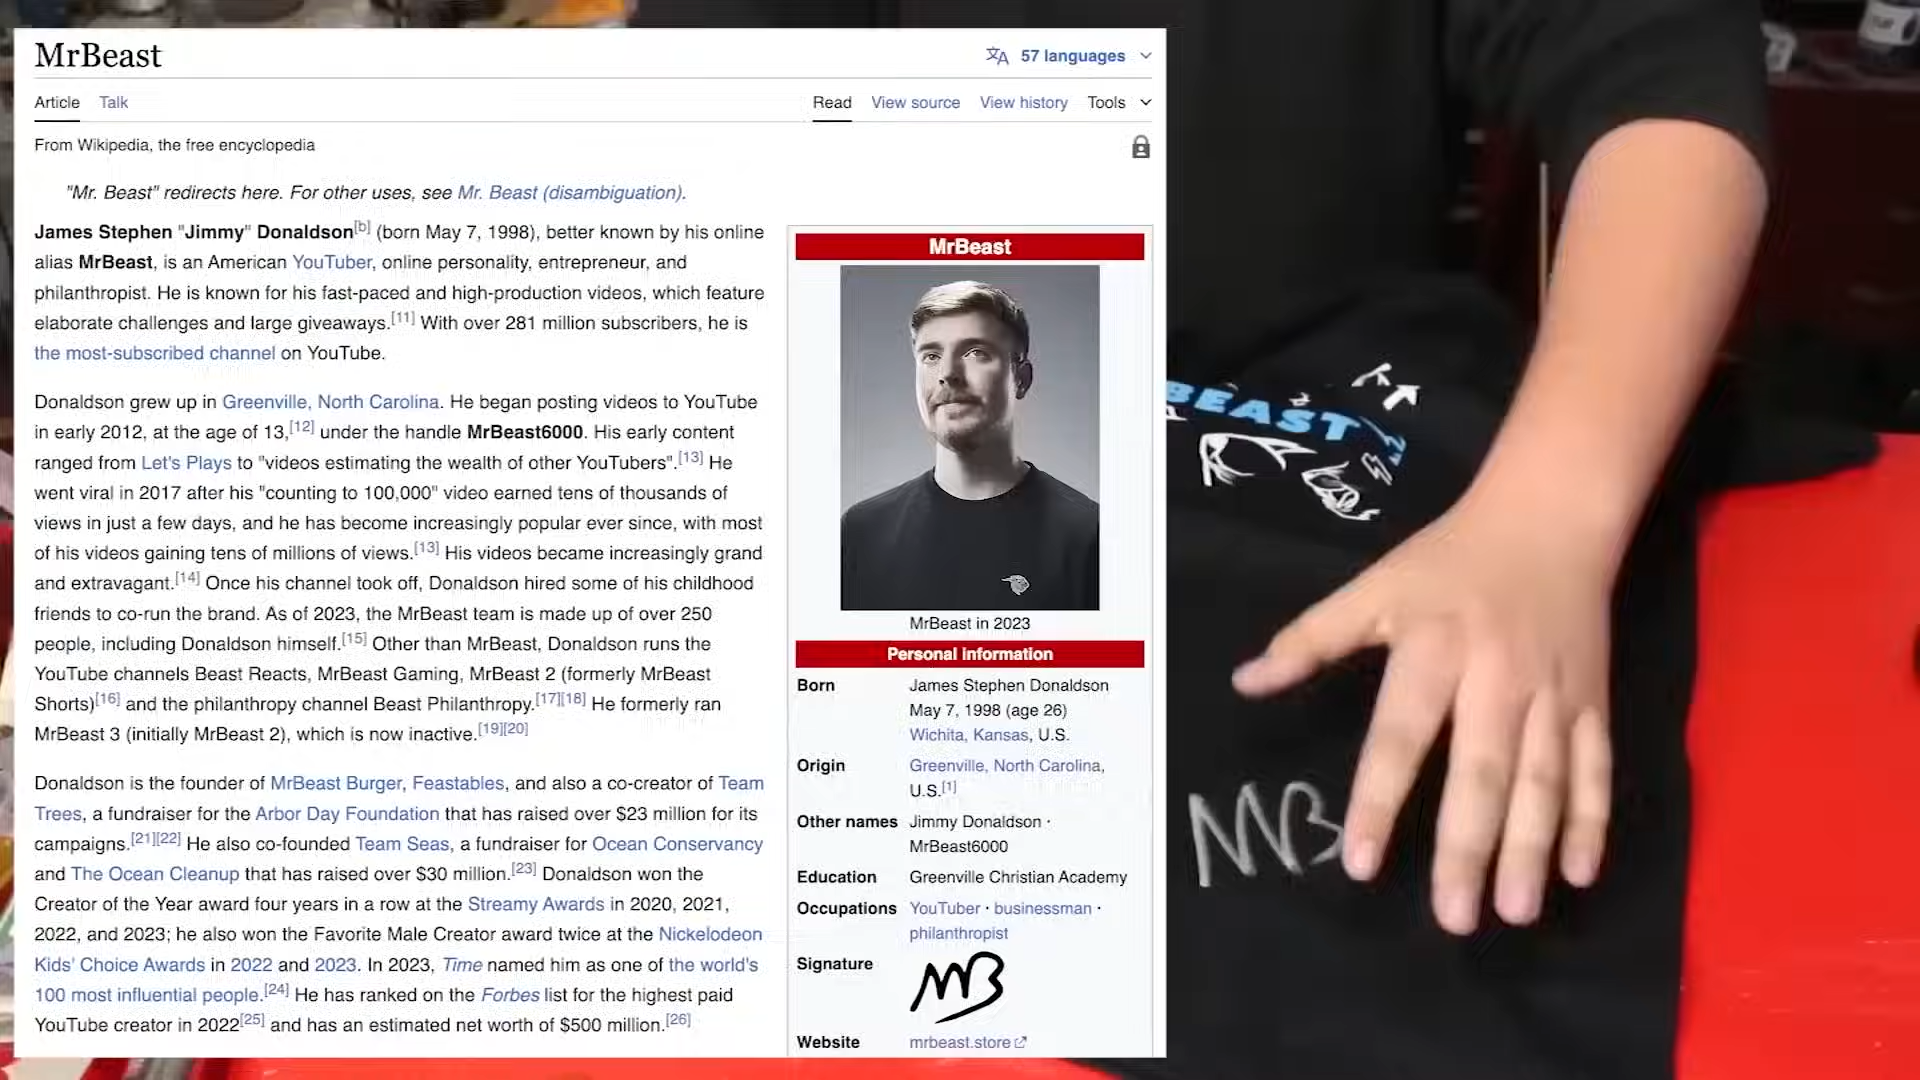 MrBeast
57 languages
Article Talk Read View source View history Tools
From Wikipedia, the free encyclopedia
"Mr. Beast" redirects here. For other uses, see Mr. Beast (disambiguation).
James Stephen "Jimmy" Donaldson[b] (born May 7, 1998), better known by his online
alias MrBeast, is an American YouTuber, online personality, entrepreneur, and
philanthropist. He is known for his fast-paced and high-production videos, which feature
elaborate challenges and large giveaways.[11] With over 281 million subscribers, he is
the most-subscribed channel on YouTube.
Donaldson grew up in Greenville, North Carolina. He began posting videos to YouTube
in early 2012, at the age of 13,[12] under the handle MrBeast6000. His early content
ranged from Let's Plays to "videos estimating the wealth of other YouTubers".[13] He
went viral in 2017 after his "counting to 100,000" video earned tens of thousands of
views in just a few days, and he has become increasingly popular ever since, with most
of his videos gaining tens of millions of views.[13] His videos became increasingly grand
and extravagant.[14] Once his channel took off, Donaldson hired some of his childhood
friends to co-run the brand. As of 2023, the MrBeast team is made up of over 250
people, including Donaldson himself.[15] Other than MrBeast, Donaldson runs the
YouTube channels Beast Reacts, MrBeast Gaming, MrBeast 2 (formerly MrBeast
Shorts)[16] and the philanthropy channel Beast Philanthropy.[17][18] He formerly ran
MrBeast 3 (initially MrBeast 2), which is now inactive.[19][20]
Donaldson is the founder of MrBeast Burger, Feastables, and also a co-creator of Team
Trees, a fundraiser for the Arbor Day Foundation that has raised over $23 million for its
campaigns.[21][22] He also co-founded Team Seas, a fundraiser for Ocean Conservancy
and The Ocean Cleanup that has raised over $30 million.[23] Donaldson won the
Creator of the Year award four years in a row at the Streamy Awards in 2020, 2021,
2022, and 2023; he also won the Favorite Male Creator award twice at the Nickelodeon
Kids' Choice Awards in 2022 and 2023. In 2023, Time named him as one of the world's
100 most influential people.[24] He has ranked on the Forbes list for the highest paid
YouTube creator in 2022[25] and has an estimated net worth of $500 million.[26]
MrBeast
MrBeast in 2023
Personal information
Born James Stephen Donaldson
May 7, 1998 (age 26)
Wichita, Kansas, U.S.
Origin Greenville, North Carolina,
U.S.[1]
Other names Jimmy Donaldson ·
MrBeast6000
Education Greenville Christian Academy
Occupations YouTuber · businessman ·
philanthropist
Signature MB
Website mrbeast.store
BEAST
MB